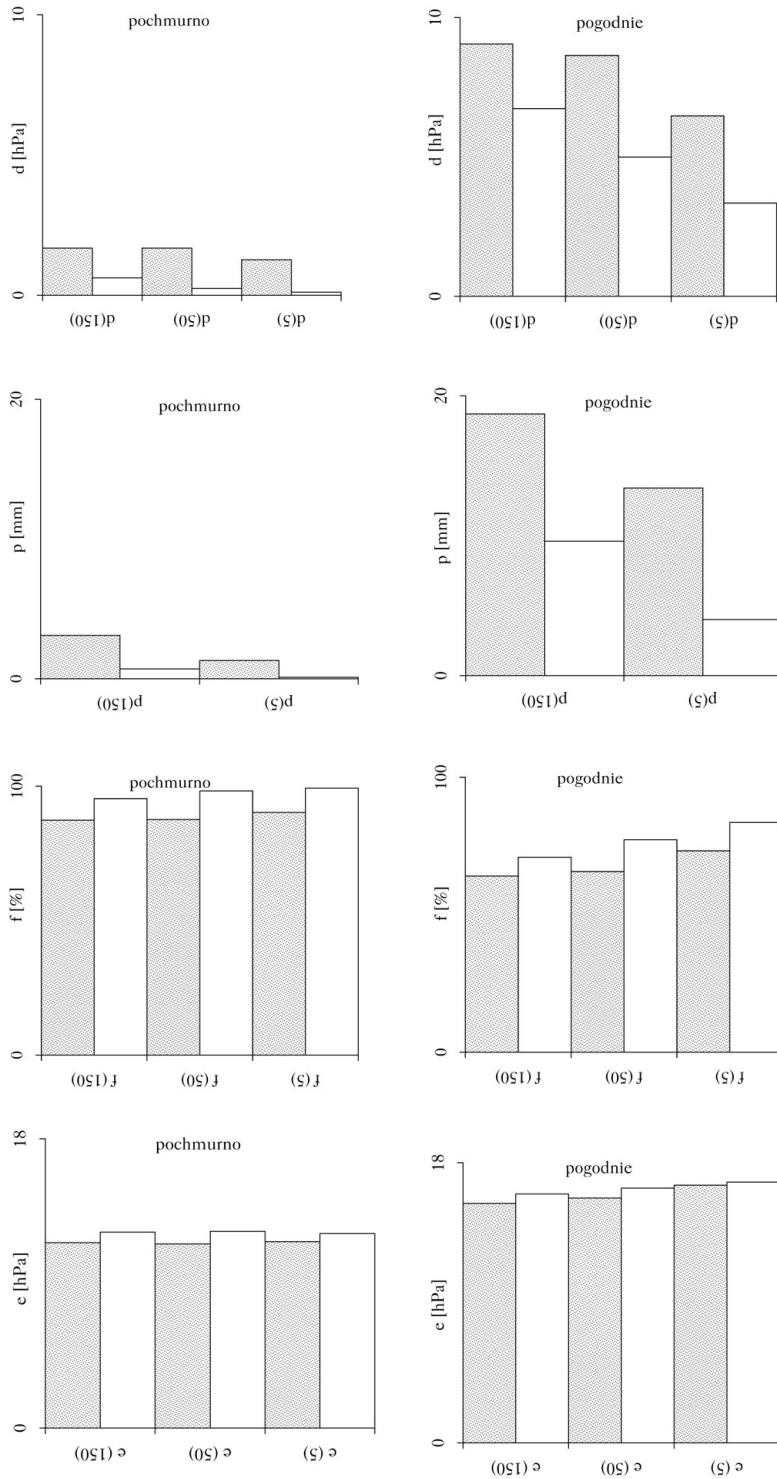 10
d [hPa]
0
pochmurno
d(150)
d(50)
d(5)
10
d [hPa]
0
pogodnie
d(150)
d(50)
d(5)
20
p [mm]
0
pochmurno
p(150)
p(5)
20
p [mm]
0
pogodnie
p(150)
p(5)
100
f [%]
0
pochmurno
f (150)
f (50)
f (5)
100
f [%]
0
pogodnie
f (150)
f (50)
f (5)
18
e [hPa]
0
pochmurno
e (150)
e (50)
e (5)
18
e [hPa]
0
pogodnie
e (150)
e (50)
e (5)